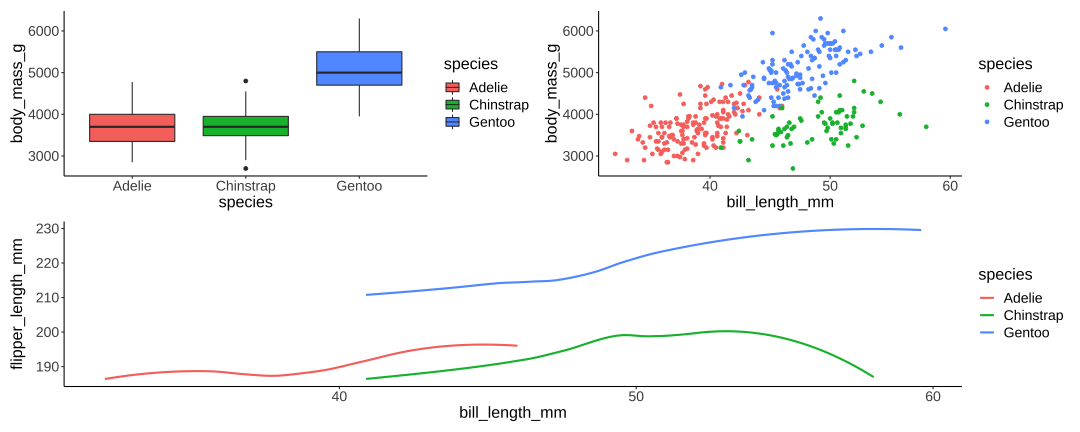 6000
5000
4000
3000
body_mass_g
Adelie
Chinstrap
Gentoo
species
species
Adelie
Chinstrap
Gentoo
6000
5000
4000
3000
body_mass_g
40
50
60
bill_length_mm
species
Adelie
Chinstrap
Gentoo
230
220
210
200
190
flipper_length_mm
40
50
60
bill_length_mm
species
Adelie
Chinstrap
Gentoo